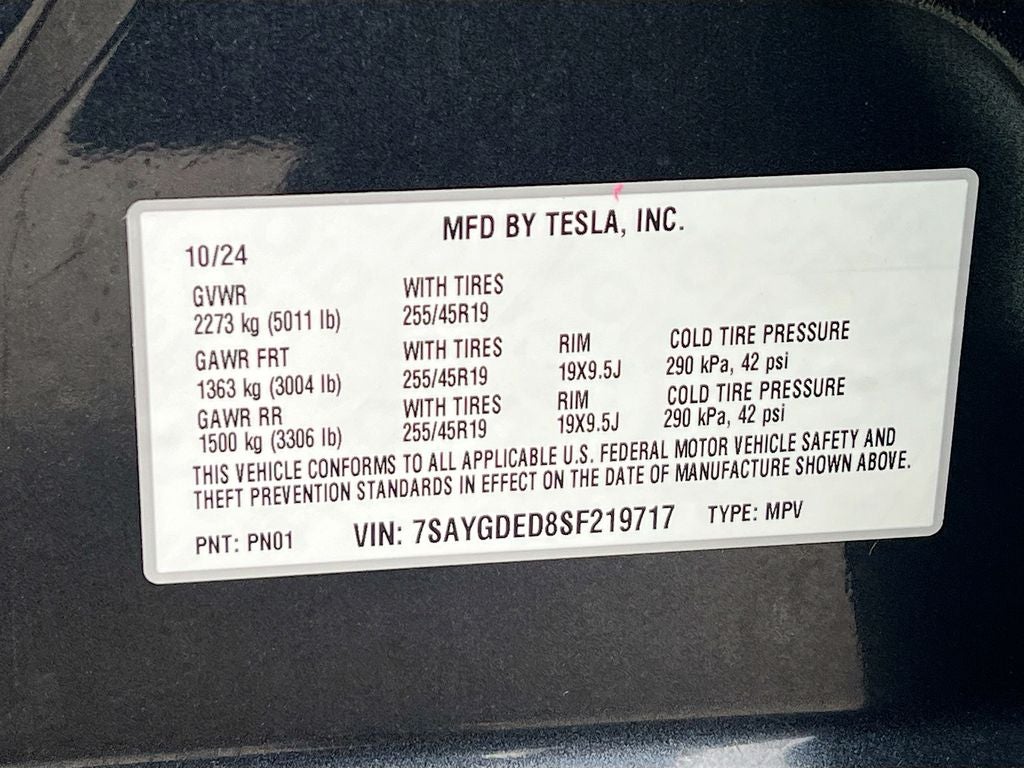 MFD BY TESLA, INC.
10/24
GVWR WITH TIRES
2273 kg (5011 lb) 255/45R19
GAWR FRT WITH TIRES RIM COLD TIRE PRESSURE
1363 kg (3004 lb) 255/45R19 19X9.5J 290 kPa, 42 psi
GAWR RR WITH TIRES RIM COLD TIRE PRESSURE
1500 kg (3306 lb) 255/45R19 19X9.5J 290 kPa, 42 psi
THIS VEHICLE CONFORMS TO ALL APPLICABLE U.S. FEDERAL MOTOR VEHICLE SAFETY AND
THEFT PREVENTION STANDARDS IN EFFECT ON THE DATE OF MANUFACTURE SHOWN ABOVE.
PNT: PN01 VIN: 7SAYGDED8SF219717 TYPE: MPV